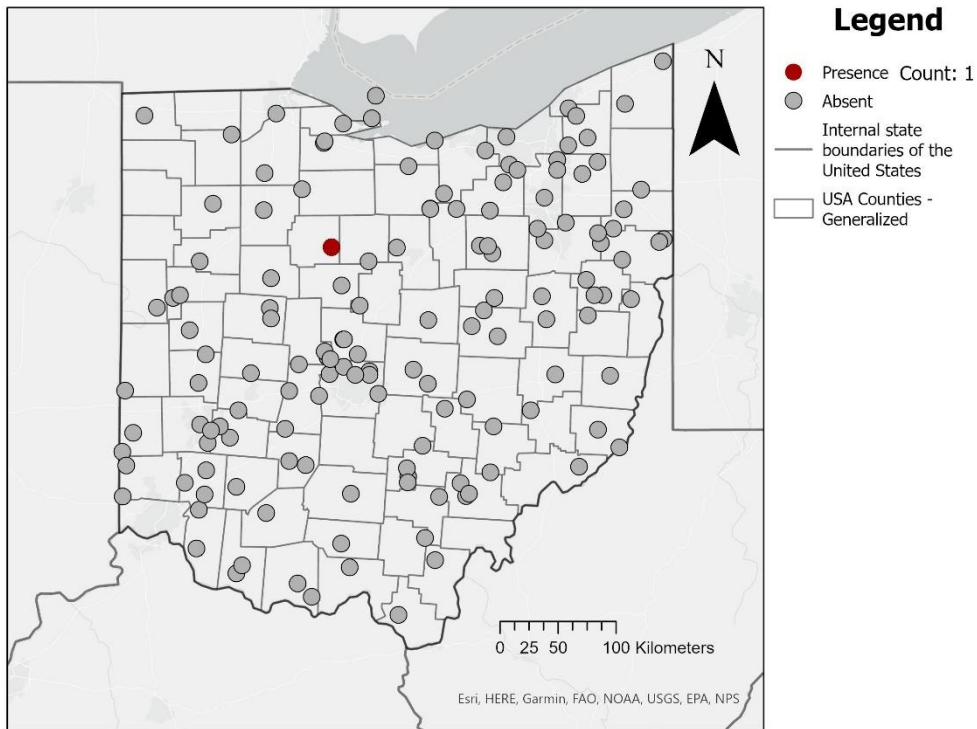 Legend
N
Presence Count: 1
Absent
Internal state
boundaries of the
United States
USA Counties -
Generalized
0 25 50 100 Kilometers
Esri, HERE, Garmin, FAO, NOAA, USGS, EPA, NPS